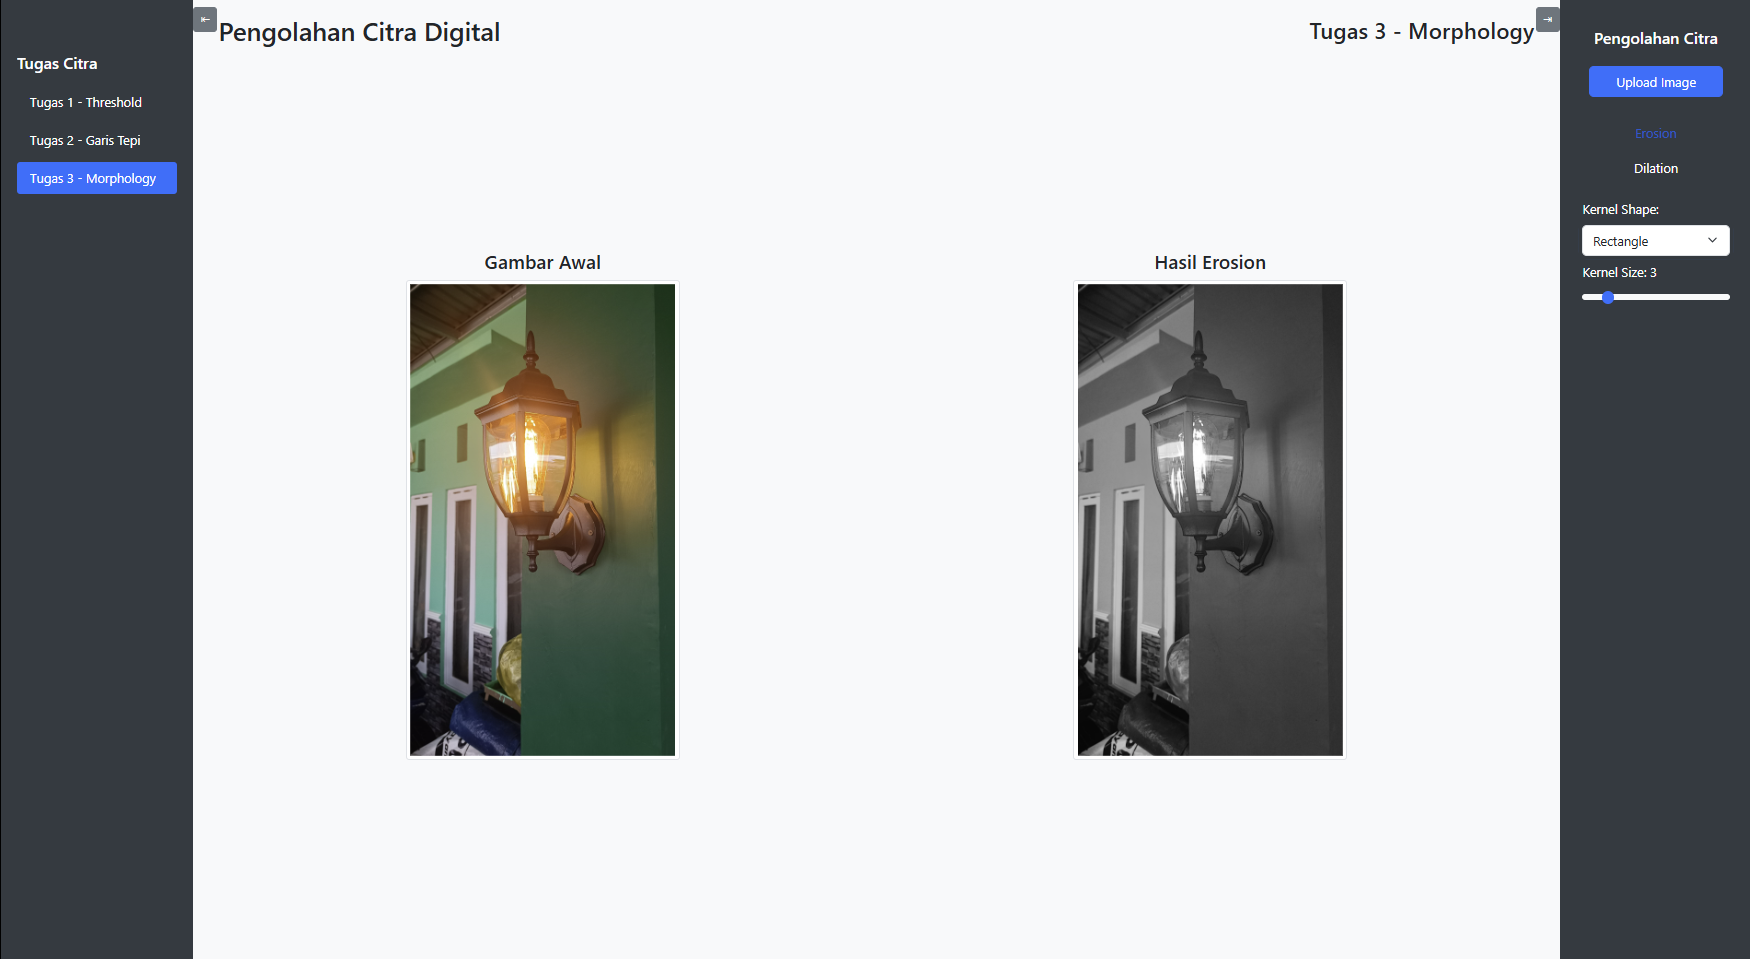 Tugas Citra
Tugas 1 - Threshold
Tugas 2 - Garis Tepi
Tugas 3 - Morphology
Pengolahan Citra Digital
Tugas 3 - Morphology
Gambar Awal
Hasil Erosion
Pengolahan Citra
Upload Image
Erosion
Dilation
Kernel Shape:
Rectangle
Kernel Size: 3